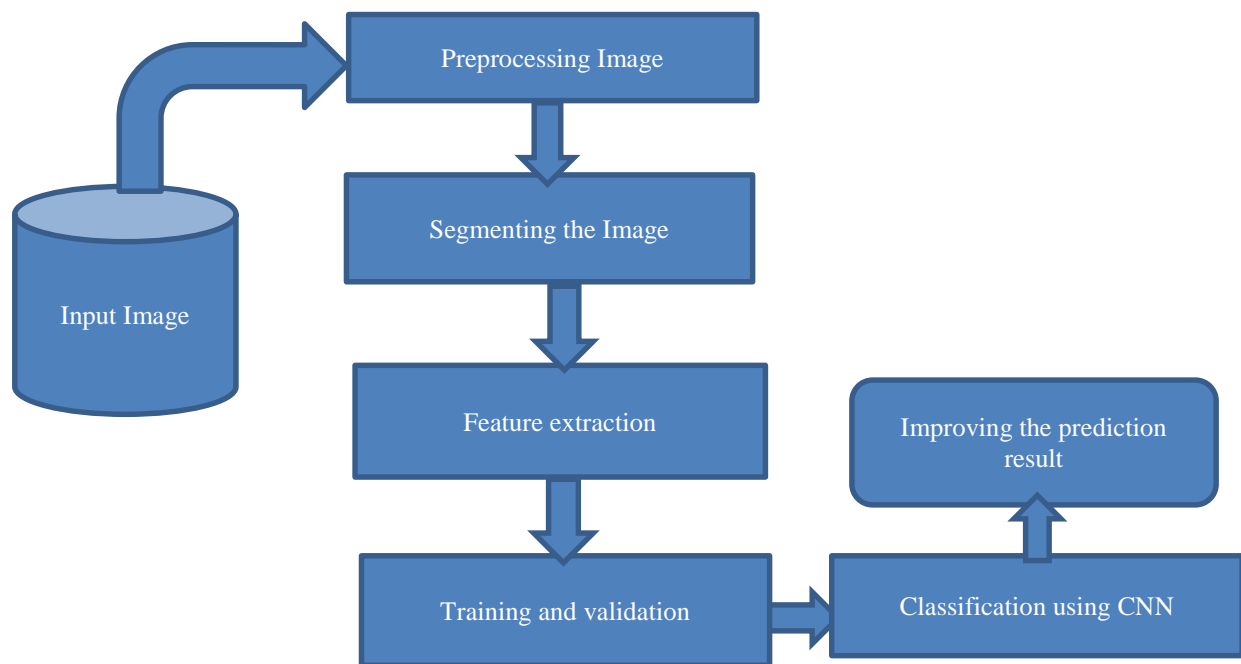 Input Image
Preprocessing Image
Segmenting the Image
Feature extraction
Training and validation
Classification using CNN
Improving the prediction
result